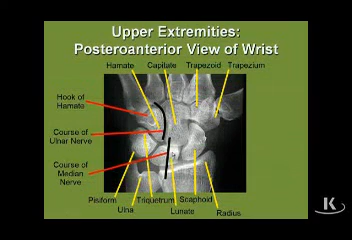 Upper Extremities:
Posteroanterior View of Wrist
Hamate Capitate Trapezoid Trapezium
Hook of
Hamate
Course of
Ulnar Nerve
Course of
Median
Nerve
Pisiform Triquetrum Scaphoid
Ulna Lunate Radius
K